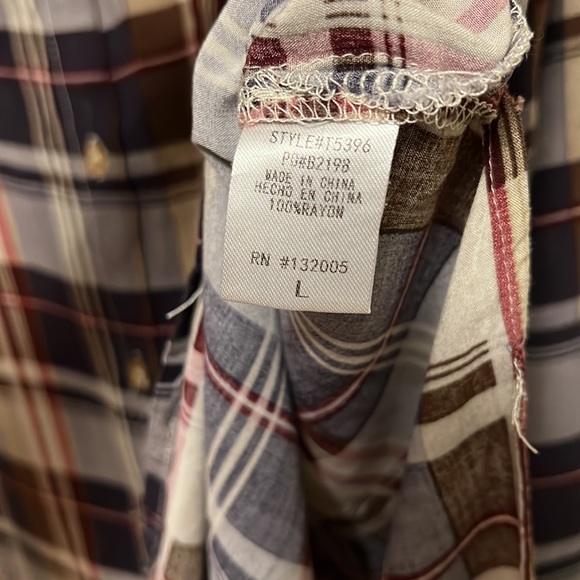 STYLE#T5396
PO#B2198
MADE IN CHINA
HECHO EN CHINA
100%RAYON
RN #132005
L